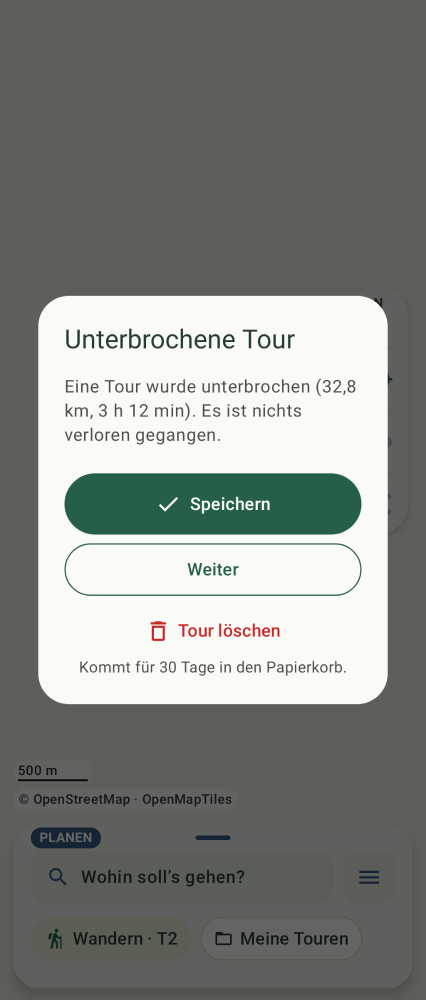 N
Unterbrochene Tour
Eine Tour wurde unterbrochen (32,8
km, 3 h 12 min). Es ist nichts
verloren gegangen.
Speichern
Weiter
Tour löschen
Kommt für 30 Tage in den Papierkorb.
500 m
© OpenStreetMap · OpenMapTiles
PLANEN
Wohin soll's gehen?
Wandern · T2
Meine Touren